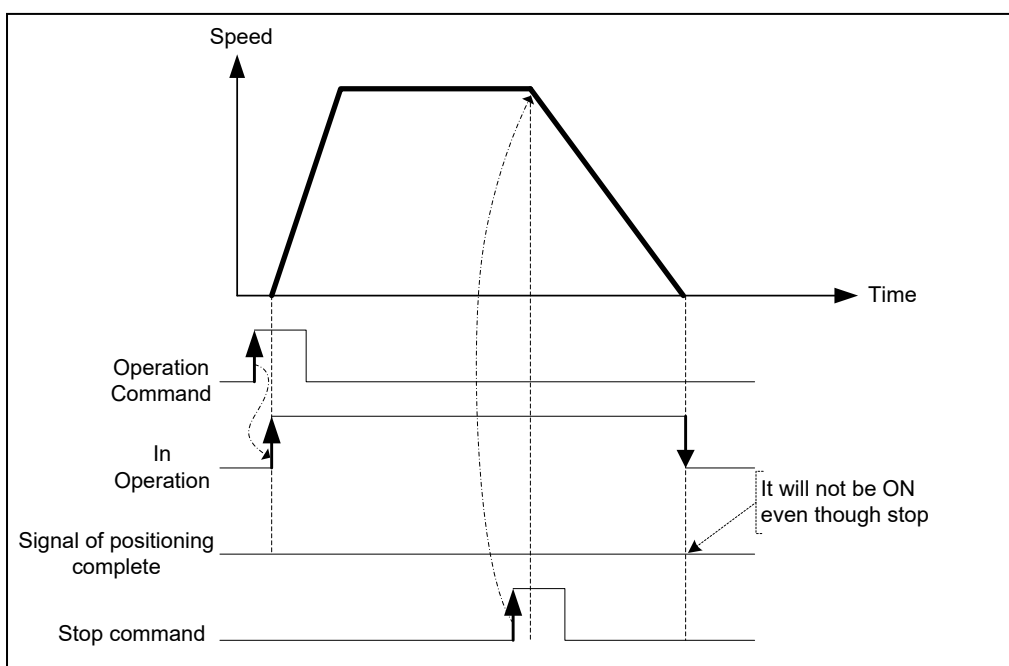 Speed
Time
Operation
Command
In
Operation
It will not be ON
even though stop
Signal of positioning
complete
Stop command